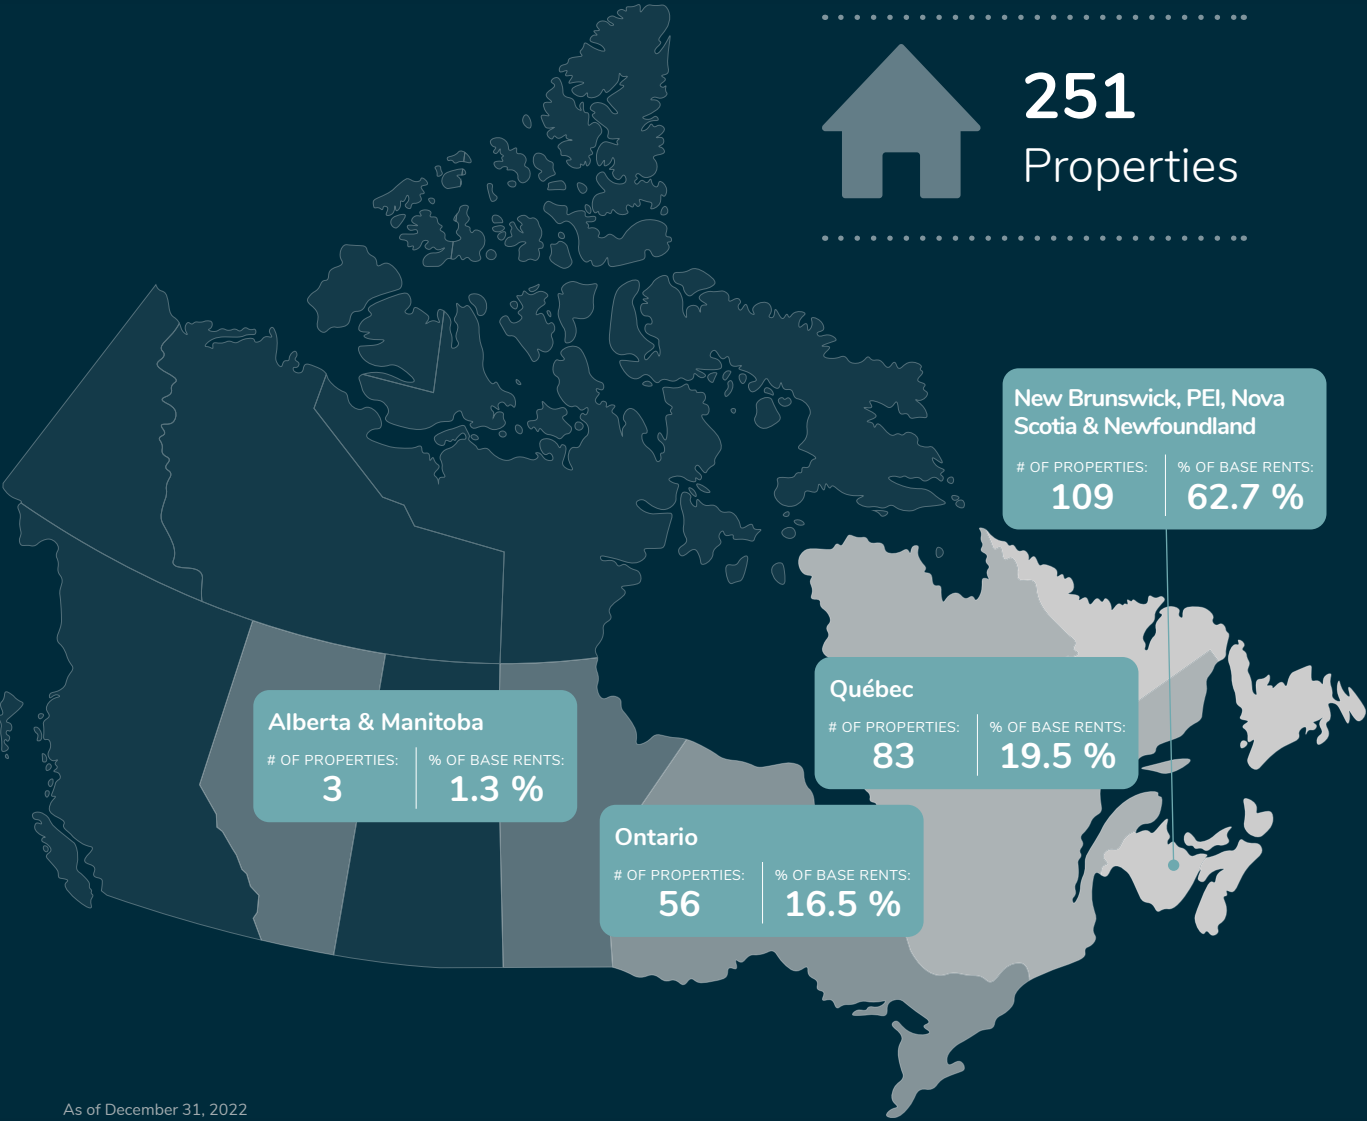 251
Properties
New Brunswick, PEI, Nova
Scotia & Newfoundland
# OF PROPERTIES: % OF BASE RENTS:
109 62.7 %
Québec
# OF PROPERTIES: % OF BASE RENTS:
83 19.5 %
Alberta & Manitoba
# OF PROPERTIES: % OF BASE RENTS:
3 1.3 %
Ontario
# OF PROPERTIES: % OF BASE RENTS:
56 16.5 %
As of December 31, 2022